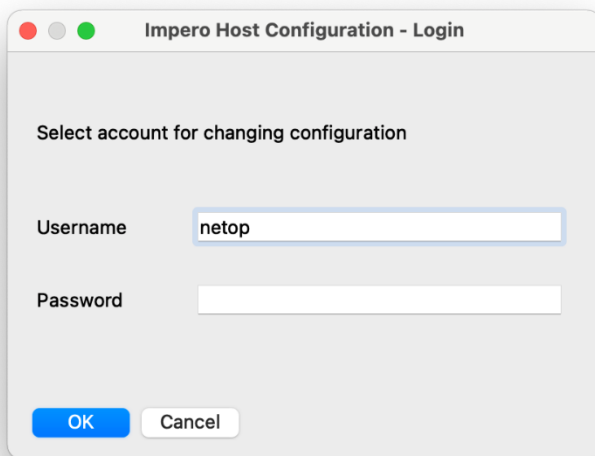 Impero Host Configuration - Login
Select account for changing configuration
Username netop
Password
OK Cancel